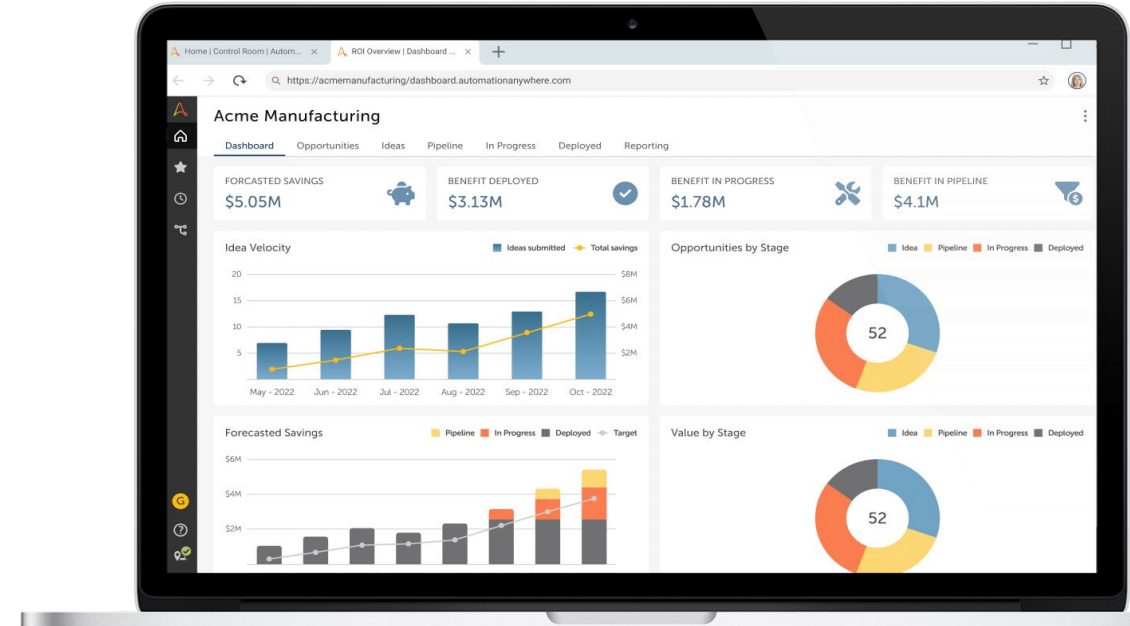 Home | Control Room | Autom... × ROI Overview | Dashboard ... ×
https://acmemanufacturing/dashboard.automationanywhere.com
Acme Manufacturing
Dashboard Opportunities Ideas Pipeline In Progress Deployed Reporting
FORCASTED SAVINGS
$5.05M
BENEFIT DEPLOYED
$3.13M
BENEFIT IN PROGRESS
$1.78M
BENEFIT IN PIPELINE
$4.1M
Idea Velocity
Ideas submitted Total savings
20 $8M
15 $6M
10 $4M
5 $2M
May - 2022 Jun - 2022 Jul - 2022 Aug - 2022 Sep - 2022 Oct - 2022
Opportunities by Stage
Idea Pipeline In Progress Deployed
52
Forecasted Savings
Pipeline In Progress Deployed Target
$6M
$4M
$2M
Value by Stage
Idea Pipeline In Progress Deployed
52
G